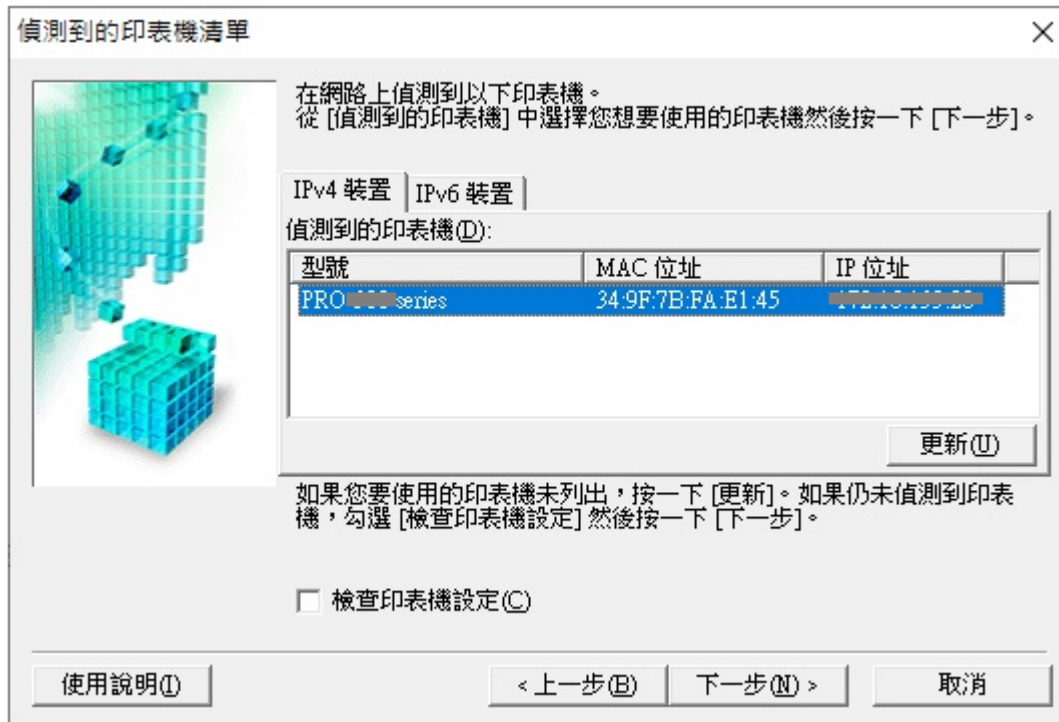 偵測到的印表機清單
在網路上偵測到以下印表機。
從 [偵測到的印表機] 中選擇您想要使用的印表機然後按一下 [下一步]。
IPv4 裝置 IPv6 裝置
偵測到的印表機(D):
型號 MAC 位址 IP 位址
PRO series 34:9F:7B:FA:E1:45
更新(U)
如果您要使用的印表機未列出，按一下 [更新]。如果仍未偵測到印表
機，勾選 [檢查印表機設定] 然後按一下 [下一步]。
檢查印表機設定(C)
使用說明(I) < 上一步(B) 下一步(N) > 取消